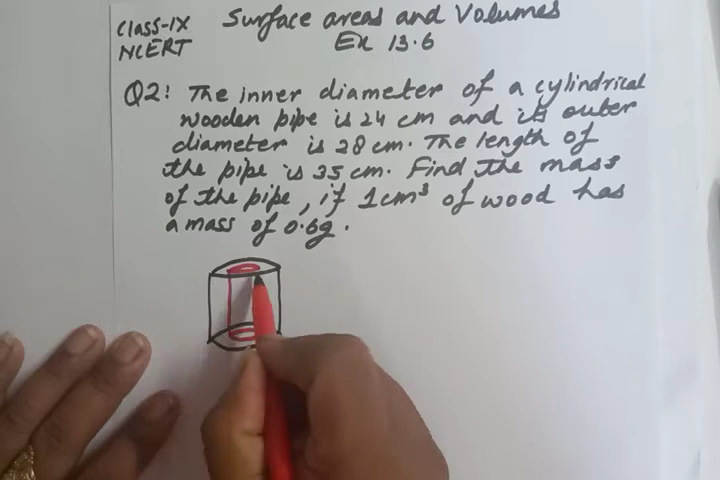 Class-IX Surface areas and Volumes
NCERT Ex 13.6
Q2! The inner diameter of a cylindrical
wooden pipe is 24 cm and its outer
diameter is 28 cm. The length of
the pipe is 35 cm. Find the mass
of the pipe, if 1cm³ of wood has
a mass of 0.6g.